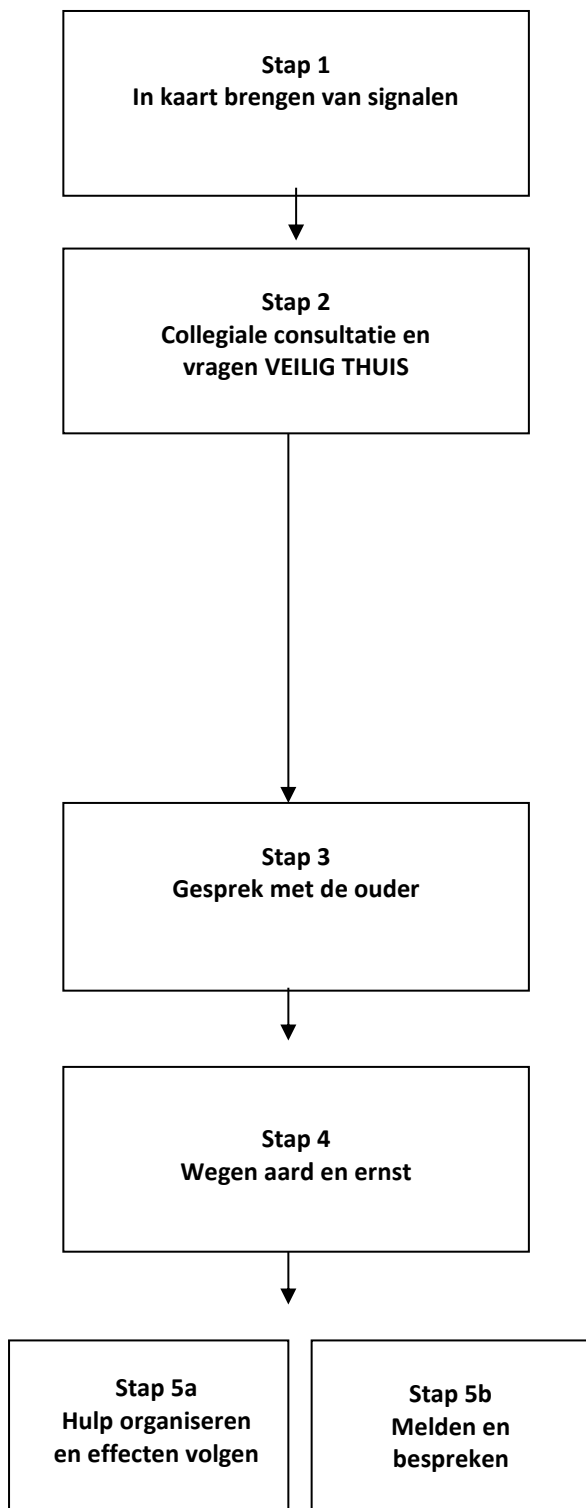 Stap 1
In kaart brengen van signalen
Stap 2
Collegiale consultatie en
vragen VEILIG THUIS
Stap 3
Gesprek met de ouder
Stap 4
Wegen aard en ernst
Stap 5a
Hulp organiseren
en effecten volgen
Stap 5b
Melden en
bespreken